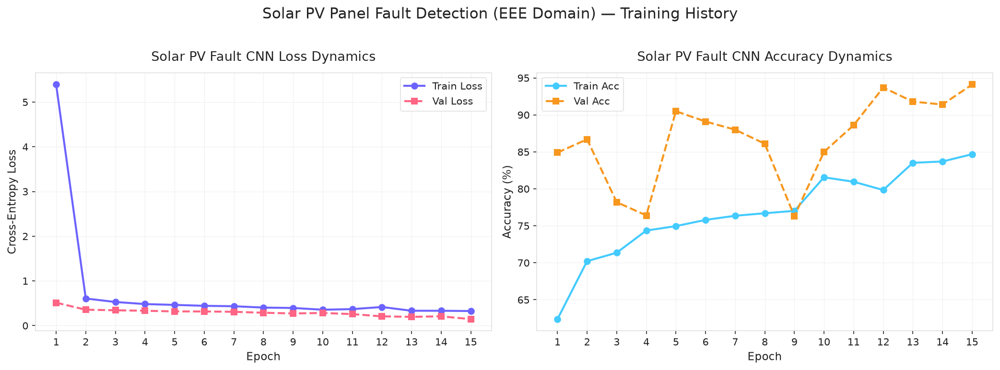 Solar PV Panel Fault Detection (EEE Domain) — Training History
Solar PV Fault CNN Loss Dynamics
Train Loss
Val Loss
Cross-Entropy Loss
5
4
3
2
1
0
1 2 3 4 5 6 7 8 9 10 11 12 13 14 15
Epoch
Solar PV Fault CNN Accuracy Dynamics
Train Acc
Val Acc
Accuracy (%)
95
90
85
80
75
70
65
1 2 3 4 5 6 7 8 9 10 11 12 13 14 15
Epoch